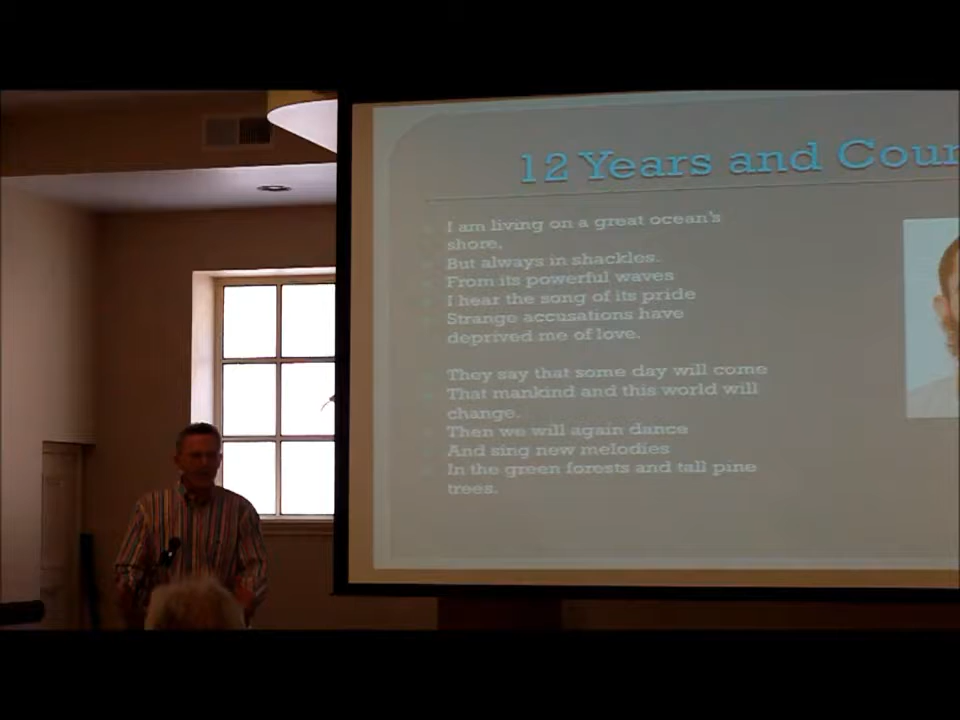 12 Years and Coun
I am living on a great ocean's
shore,
But always in shackles.
From its powerful waves
I hear the song of its pride
Strange accusations have
deprived me of love.
They say that some day will come
That mankind and this world will
change.
Then we will again dance
And sing new melodies
In the green forests and tall pine
trees.